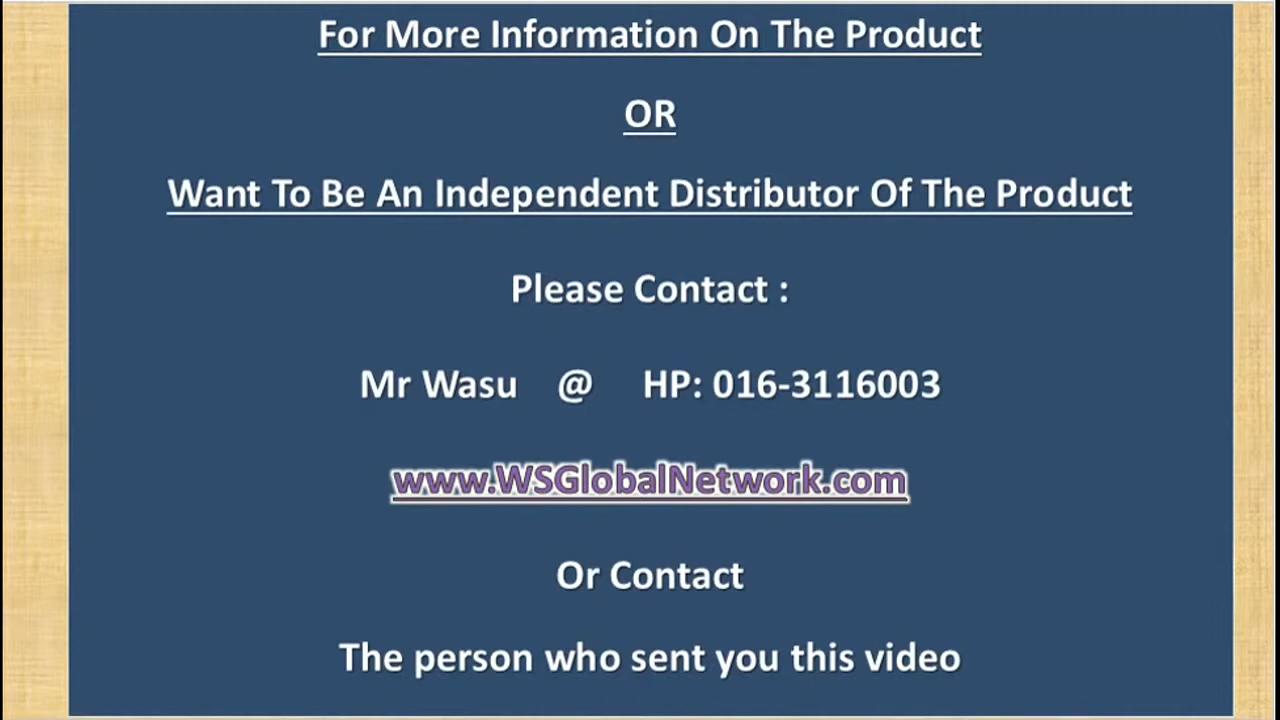 For More Information On The Product
OR
Want To Be An Independent Distributor Of The Product
Please Contact :
Mr Wasu @ HP: 016-3116003
www.WSGlobalNetwork.com
Or Contact
The person who sent you this video